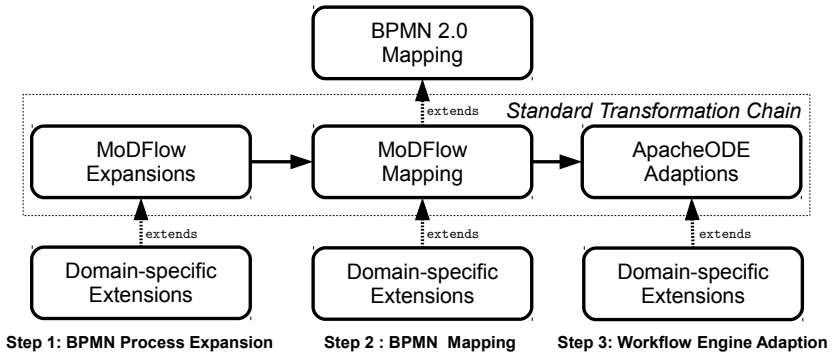 BPMN 2.0
Mapping
extends
Standard Transformation Chain
MoDFlow
Expansions
MoDFlow
Mapping
ApacheODE
Adaptions
extends
extends
extends
Domain-specific
Extensions
Domain-specific
Extensions
Domain-specific
Extensions
Step 1: BPMN Process Expansion
Step 2 : BPMN Mapping
Step 3: Workflow Engine Adaption